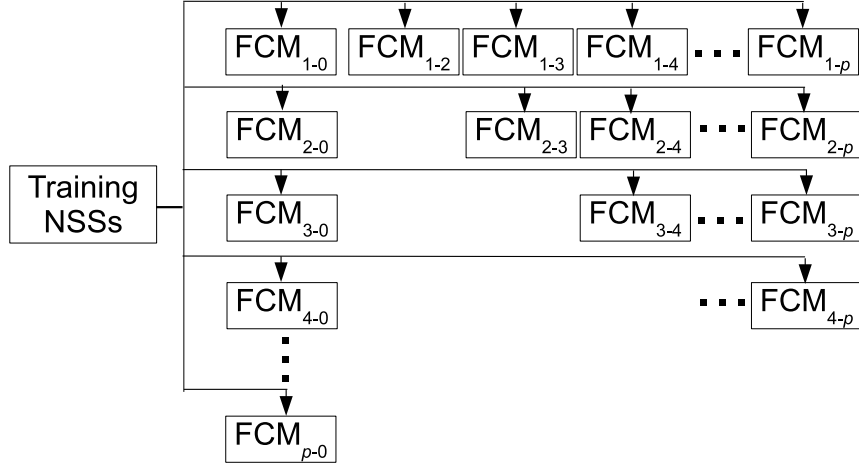 FCM1-0 FCM1-2 FCM1-3 FCM1-4 ... FCM1-p
FCM2-0 FCM2-3 FCM2-4 ... FCM2-p
Training
NSSs
FCM3-0 FCM3-4 ... FCM3-p
FCM4-0 ... FCM4-p
FCMp-0